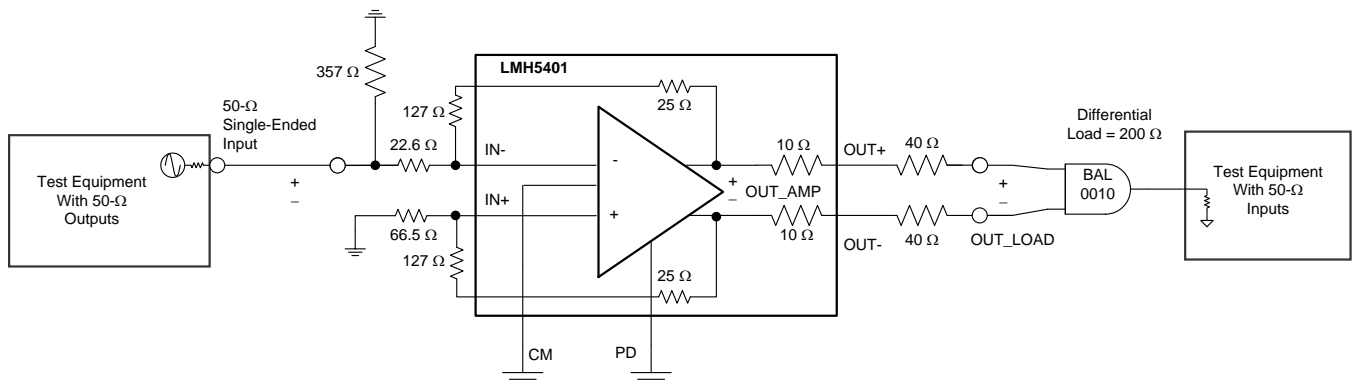 LMH5401
357 Ω
50-Ω
Single-Ended
Input
127 Ω
25 Ω
22.6 Ω
IN-
IN+
66.5 Ω
127 Ω
25 Ω
-
+
+
-
+
-
OUT_AMP
10 Ω
10 Ω
OUT+
OUT-
40 Ω
40 Ω
+
-
OUT_LOAD
Differential
Load = 200 Ω
BAL
0010
Test Equipment
With 50-Ω
Outputs
Test Equipment
With 50-Ω
Inputs
CM
PD